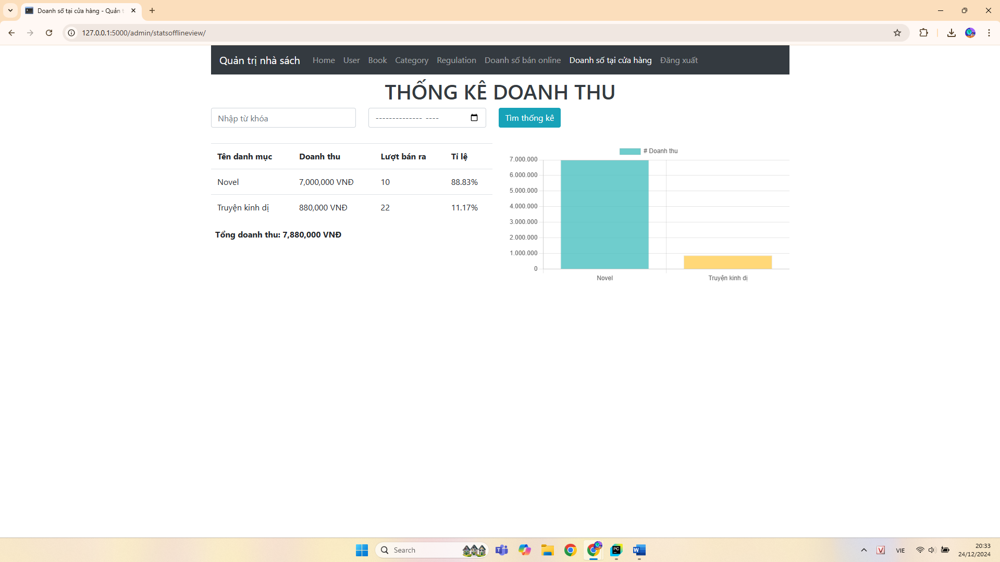 Doanh số tại cửa hàng - Quản t
127.0.0.1:5000/admin/statsofflineview/
Quản trị nhà sách Home User Book Category Regulation Doanh số bán online Doanh số tại cửa hàng Đăng xuất
THỐNG KÊ DOANH THU
Nhập từ khóa -------------- ---- Tìm thống kê
Tên danh mục Doanh thu Lượt bán ra Tỉ lệ
Novel 7,000,000 VNĐ 10 88.83%
Truyện kinh dị 880,000 VNĐ 22 11.17%
Tổng doanh thu: 7,880,000 VNĐ
# Doanh thu
7.000.000
6.000.000
5.000.000
4.000.000
3.000.000
2.000.000
1.000.000
0
Novel Truyện kinh dị
Search
PC
W
V
VIE
20:33
24/12/2024